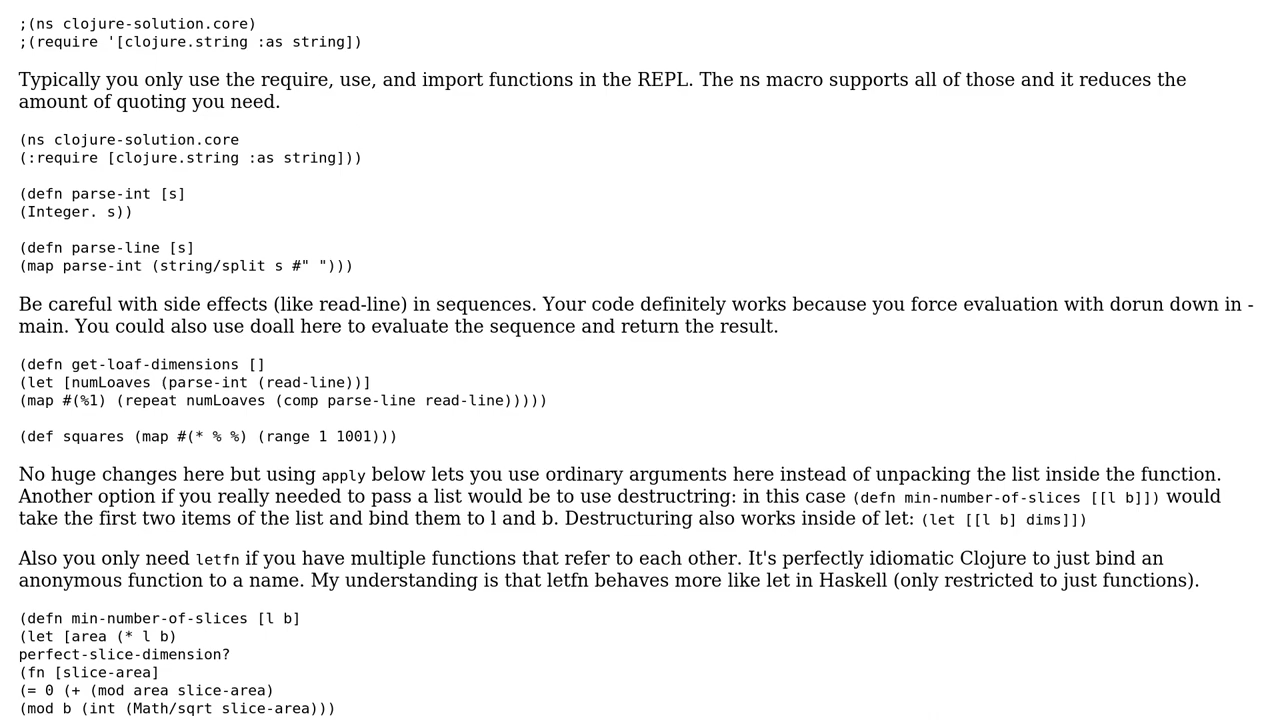 ;(ns clojure-solution.core)
;(require '[clojure.string :as string])
Typically you only use the require, use, and import functions in the REPL. The ns macro supports all of those and it reduces the
amount of quoting you need.
(ns clojure-solution.core
(:require [clojure.string :as string]))
(defn parse-int [s]
(Integer. s))
(defn parse-line [s]
(map parse-int (string/split s #" ")))
Be careful with side effects (like read-line) in sequences. Your code definitely works because you force evaluation with dorun down in -
main. You could also use doall here to evaluate the sequence and return the result.
(defn get-loaf-dimensions []
(let [numLoaves (parse-int (read-line))]
(map #(%1) (repeat numLoaves (comp parse-line read-line)))))
(def squares (map #(* % %) (range 1 1001)))
No huge changes here but using apply below lets you use ordinary arguments here instead of unpacking the list inside the function.
Another option if you really needed to pass a list would be to use destructring: in this case (defn min-number-of-slices [[l b]]) would
take the first two items of the list and bind them to l and b. Destructuring also works inside of let: (let [[l b] dims]])
Also you only need letfn if you have multiple functions that refer to each other. It's perfectly idiomatic Clojure to just bind an
anonymous function to a name. My understanding is that letfn behaves more like let in Haskell (only restricted to just functions).
(defn min-number-of-slices [l b]
(let [area (* l b)
perfect-slice-dimension?
(fn [slice-area]
(= 0 (+ (mod area slice-area)
(mod b (int (Math/sqrt slice-area)))